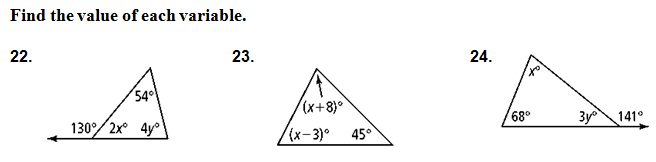 Find the value of each variable.
22. 23. 24.
54° x°
(x+8)°
130° 2x° 4y° (x−3)° 45° 68° 3y° 141°